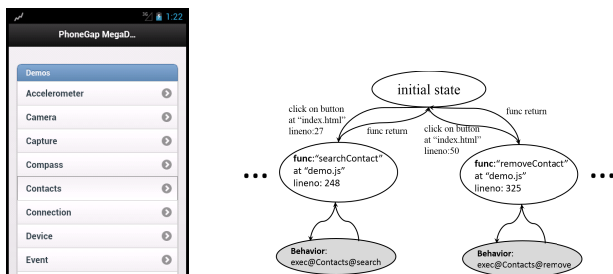 3G 1:22
PhoneGap MegaD...
Demos
Accelerometer
Camera
Capture
Compass
Contacts
Connection
Device
Event
initial state
click on button
at "index.html"
lineno:27
func return
click on button
at "index.html"
lineno:50
func return
...
func:"searchContact"
at "demo.js"
lineno: 248
func:"removeContact"
at "demo.js"
lineno: 325
...
Behavior:
exec@Contacts@search
Behavior:
exec@Contacts@remove